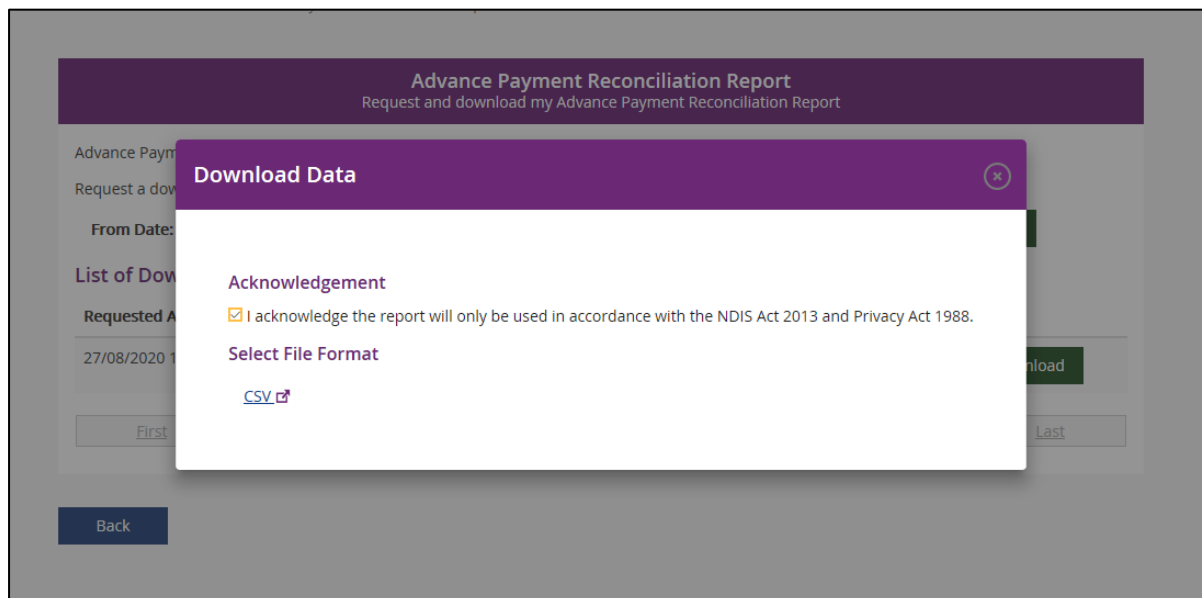 Advance Payment Reconciliation Report
Request and download my Advance Payment Reconciliation Report
Advance Paym
Request a dow
Download Data
From Date:
List of Dow
Acknowledgement
Requested A
I acknowledge the report will only be used in accordance with the NDIS Act 2013 and Privacy Act 1988.
Select File Format
27/08/2020 1
nload
CSV
First
Last
Back